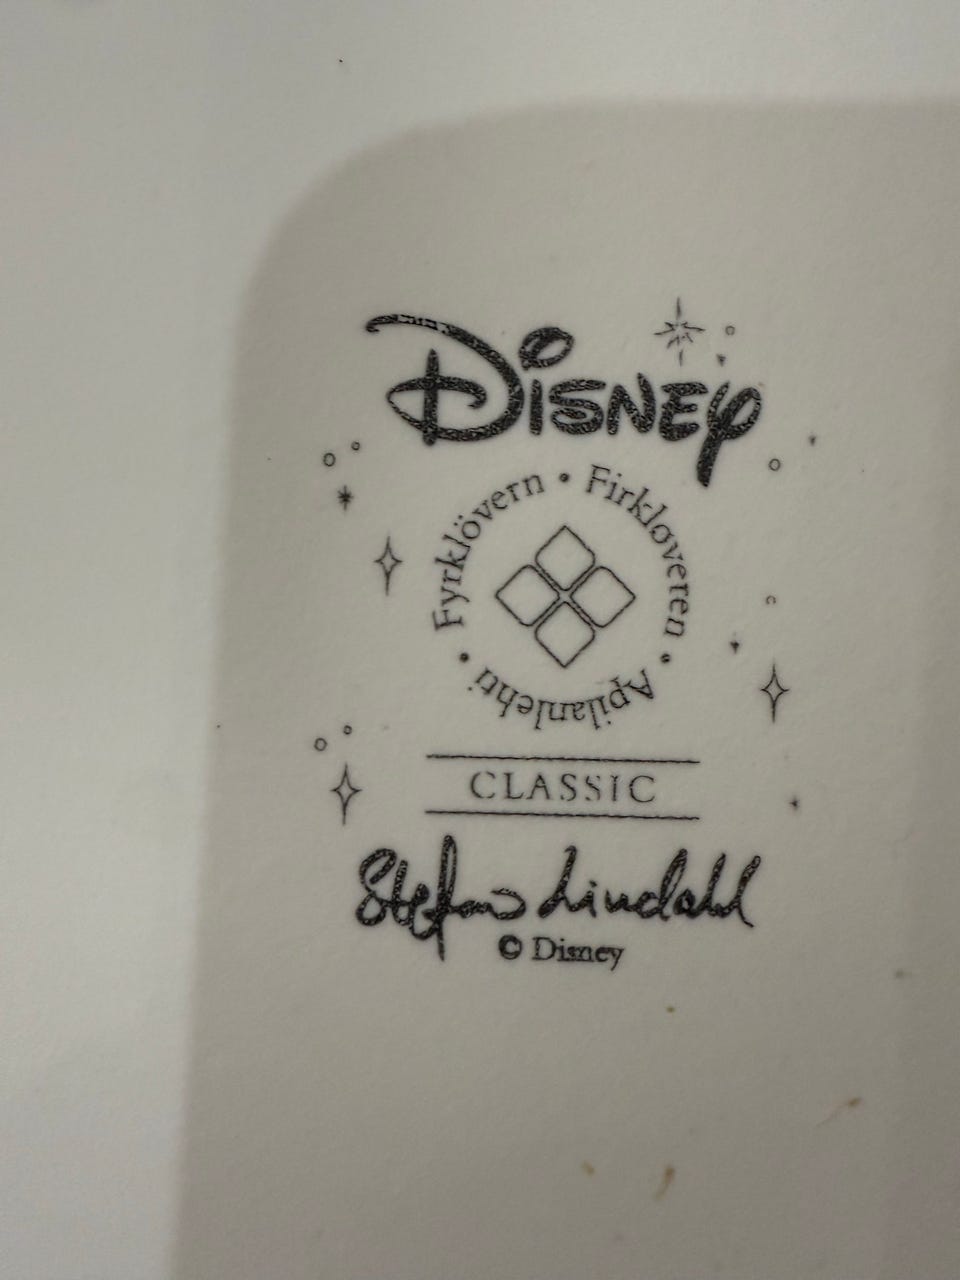 Disney
Fyrklövern • Firkløveren • Apilanlehti •
CLASSIC
Stefan Lindahl
© Disney